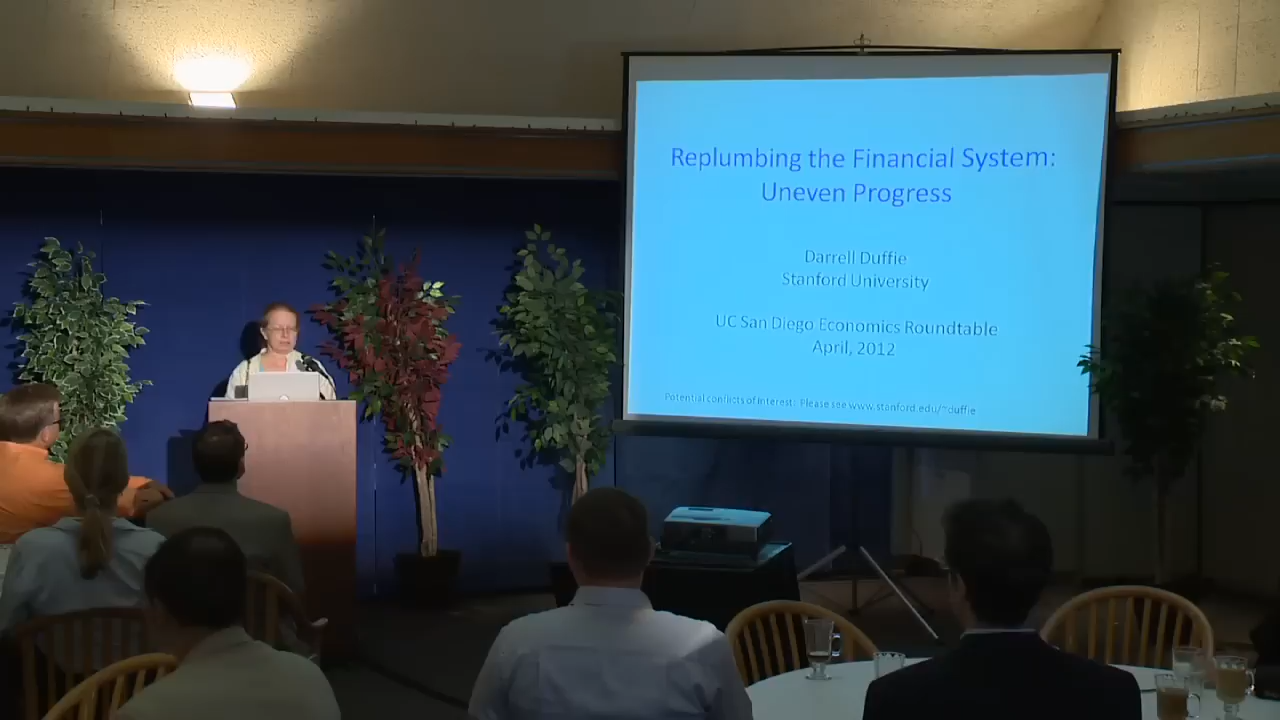 Replumbing the Financial System:
Uneven Progress
Darrell Duffie
Stanford University
UC San Diego Economics Roundtable
April, 2012
Potential conflicts of interest: Please see www.stanford.edu/~duffie